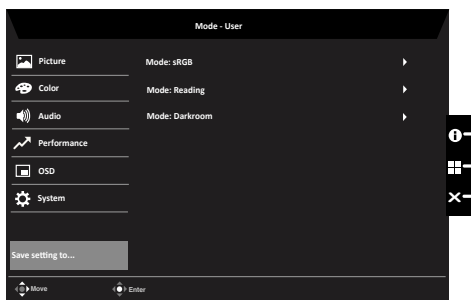 Mode - User
Picture
Mode: sRGB
Color
Mode: Reading
Audio
Mode: Darkroom
Performance
OSD
System
Save setting to...
Move
Enter